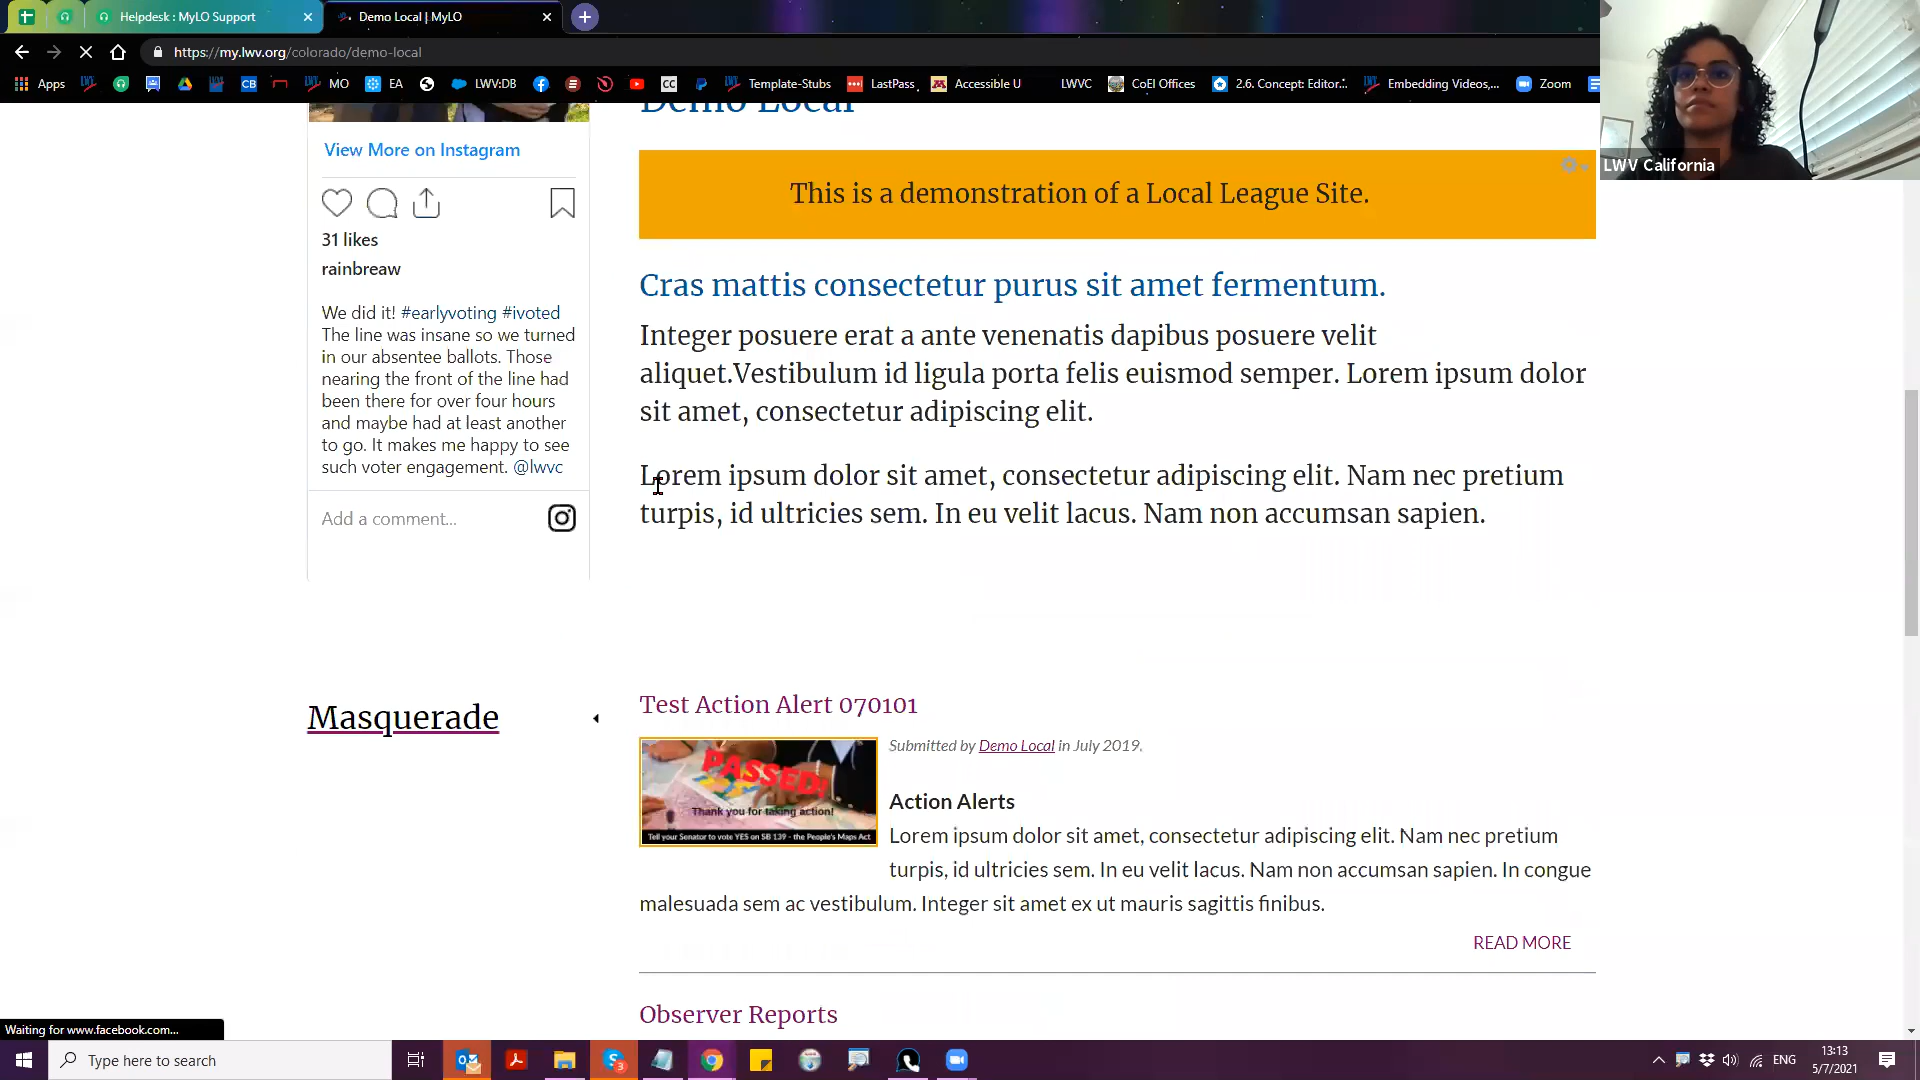 Helpedesk : MyLO Support
Demo Local | MyLO
https://my.lwv.org/colorado/demo-local
Apps
MO
EA
LWV:DB
CB
CC
Template-Stubs
LastPass
Accessible U
LWVC
CoEl Offices
2.6. Concept: Editor...
Embedding Videos,...
Zoom
LWV California
View More on Instagram
31 likes
rainbreaw
We did it! #earlyvoting #ivoted
The line was insane so we turned
in our absentee ballots. Those
nearing the front of the line had
been there for over four hours
and maybe had at least another
to go. It makes me happy to see
such voter engagement. @lwvc
Add a comment...
Masquerade
Demo Local
This is a demonstration of a Local League Site.
Cras mattis consectetur purus sit amet fermentum.
Integer posuere erat a ante venenatis dapibus posuere velit
aliquet.Vestibulum id ligula porta felis euismod semper. Lorem ipsum dolor
sit amet, consectetur adipiscing elit.
Lorem ipsum dolor sit amet, consectetur adipiscing elit. Nam nec pretium
turpis, id ultricies sem. In eu velit lacus. Nam non accumsan sapien.
Test Action Alert 070101
PASSED!
Thank you for taking action!
Tell your Senator to vote YES on SB 139 - the People's Maps Act
Submitted by Demo Local in July 2019.
Action Alerts
Lorem ipsum dolor sit amet, consectetur adipiscing elit. Nam nec pretium
turpis, id ultricies sem. In eu velit lacus. Nam non accumsan sapien. In congue
malesuada sem ac vestibulum. Integer sit amet ex ut mauris sagittis finibus.
READ MORE
Observer Reports
Waiting for www.facebook.com...
Type here to search
3
ENG
13:13
5/7/2021